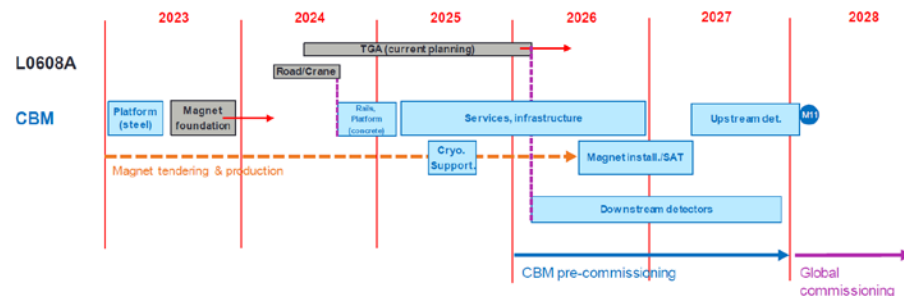 2023 2024 2025 2026 2027 2028
TGA (current planning)
L0608A
Road/Crane
CBM
Platform
(steel)
Magnet
foundation
Rails,
Platform
(concrete)
Services, infrastructure
Upstream det.
M11
Cryo.
Support.
Magnet install./SAT
Magnet tendering & production
Downstream detectors
CBM pre-commissioning
Global
commissioning